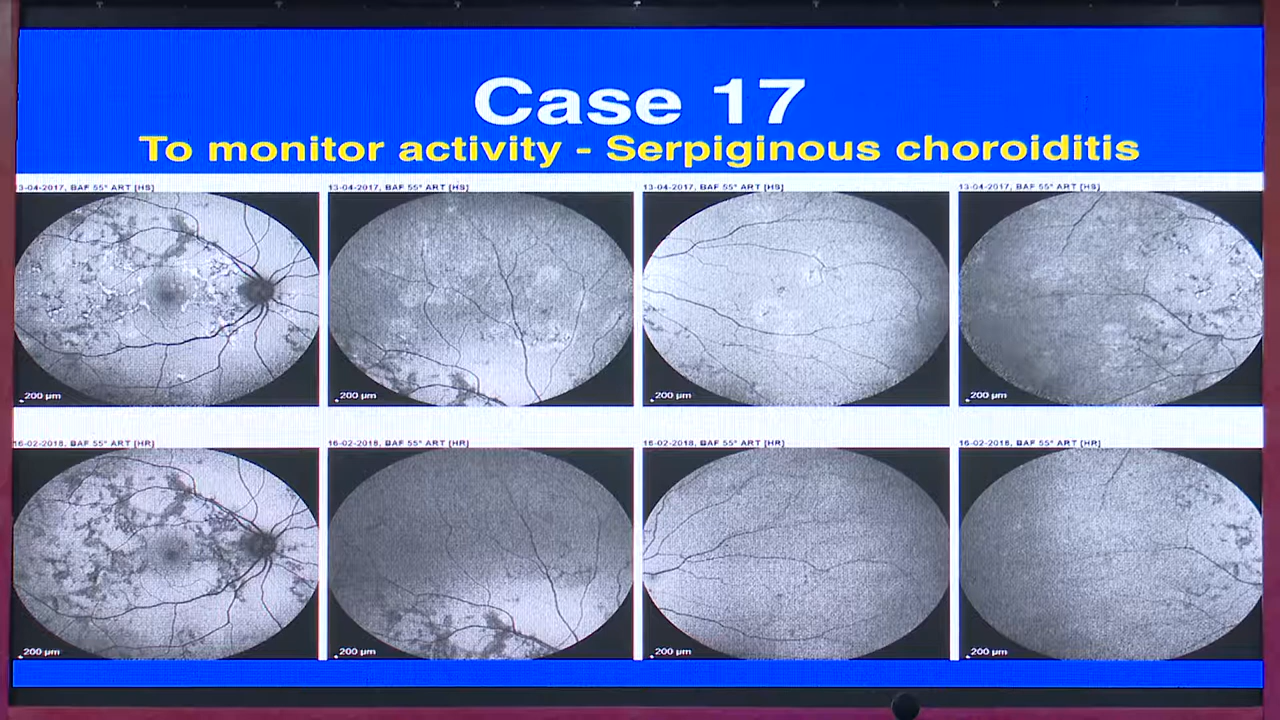 Case 17
To monitor activity - Serpiginous choroiditis
3-04-2017, BAF 55° ART [HS]
13-04-2017, BAF 55° ART [HS]
13-04-2017, BAF 55° ART [HS]
13-04-2017, BAF 55° ART [HS]
200 µm
200 µm
200 µm
200 µm
16-02-2018, BAF 55° ART [HR]
16-02-2018, BAF 55° ART [HR]
16-02-2018, BAF 55° ART [HR]
16-02-2018, BAF 55° ART [HR]
200 µm
200 µm
200 µm
200 µm